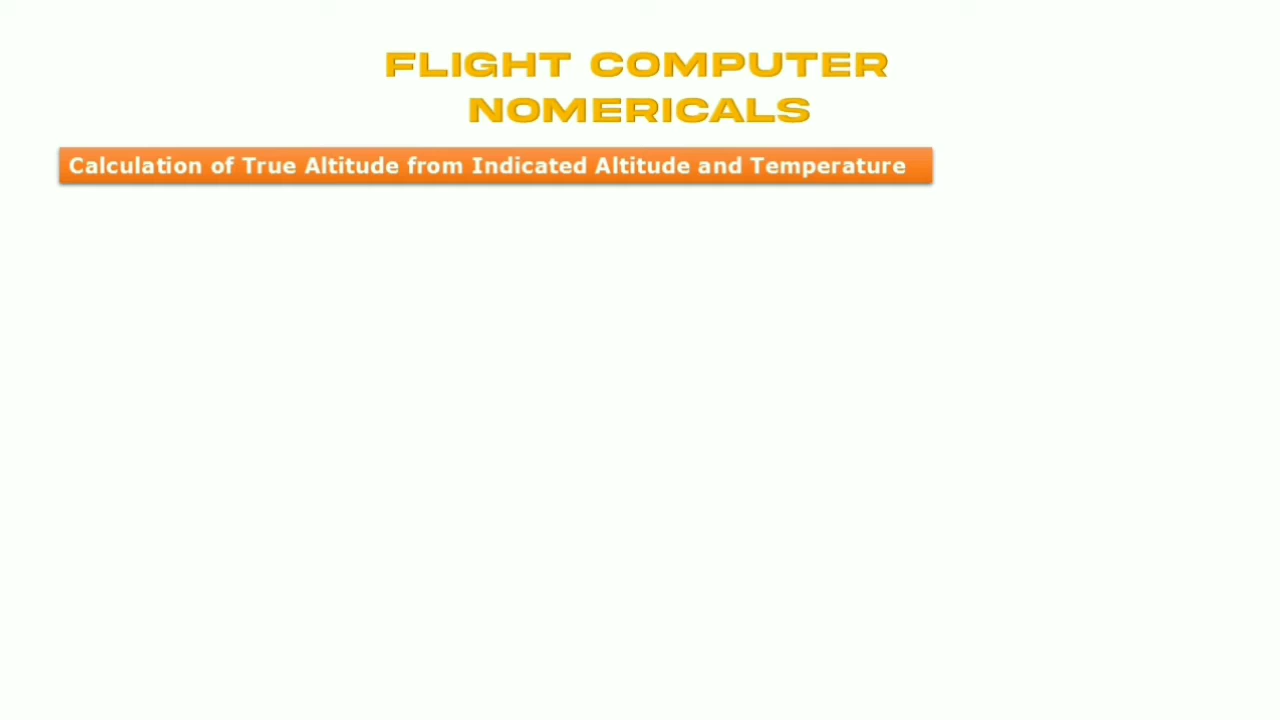 FLIGHT COMPUTER
NOMERICALS
Calculation of True Altitude from Indicated Altitude and Temperature